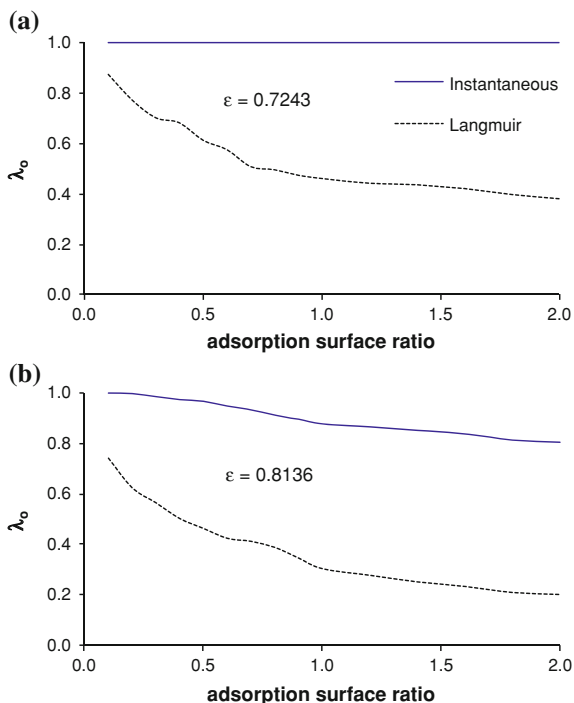 (a)
1.0
0.8
0.6
0.4
0.2
0.0
λo
ε = 0.7243
Instantaneous
Langmuir
0.0 0.5 1.0 1.5 2.0
adsorption surface ratio
(b)
1.0
0.8
0.6
0.4
0.2
0.0
λo
ε = 0.8136
0.0 0.5 1.0 1.5 2.0
adsorption surface ratio